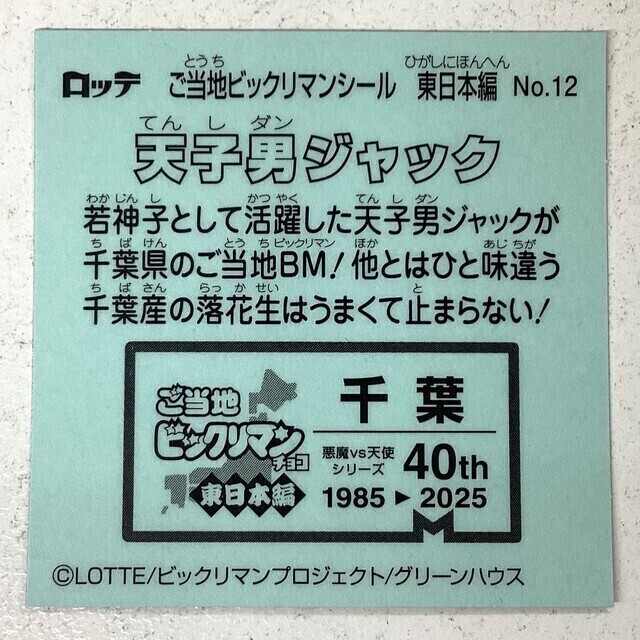 とうち ひがしにほんへん
ロッテ ご当地ビックリマンシール 東日本編 No.12
てんしダン
天子男ジャック
わかじんし かつやく てんしダン
若神子として活躍した天子男ジャックが
ちばけん とうちビックリマン ほか あじちが
千葉県のご当地BM!他とはひと味違う
ちばさん らっかせい と
千葉産の落花生はうまくて止まらない!
ご当地
ビックリマン
チョコ
東日本編
千葉
悪魔vs天使
シリーズ
40th
1985 ▶ 2025
©LOTTE/ビックリマンプロジェクト/グリーンハウス